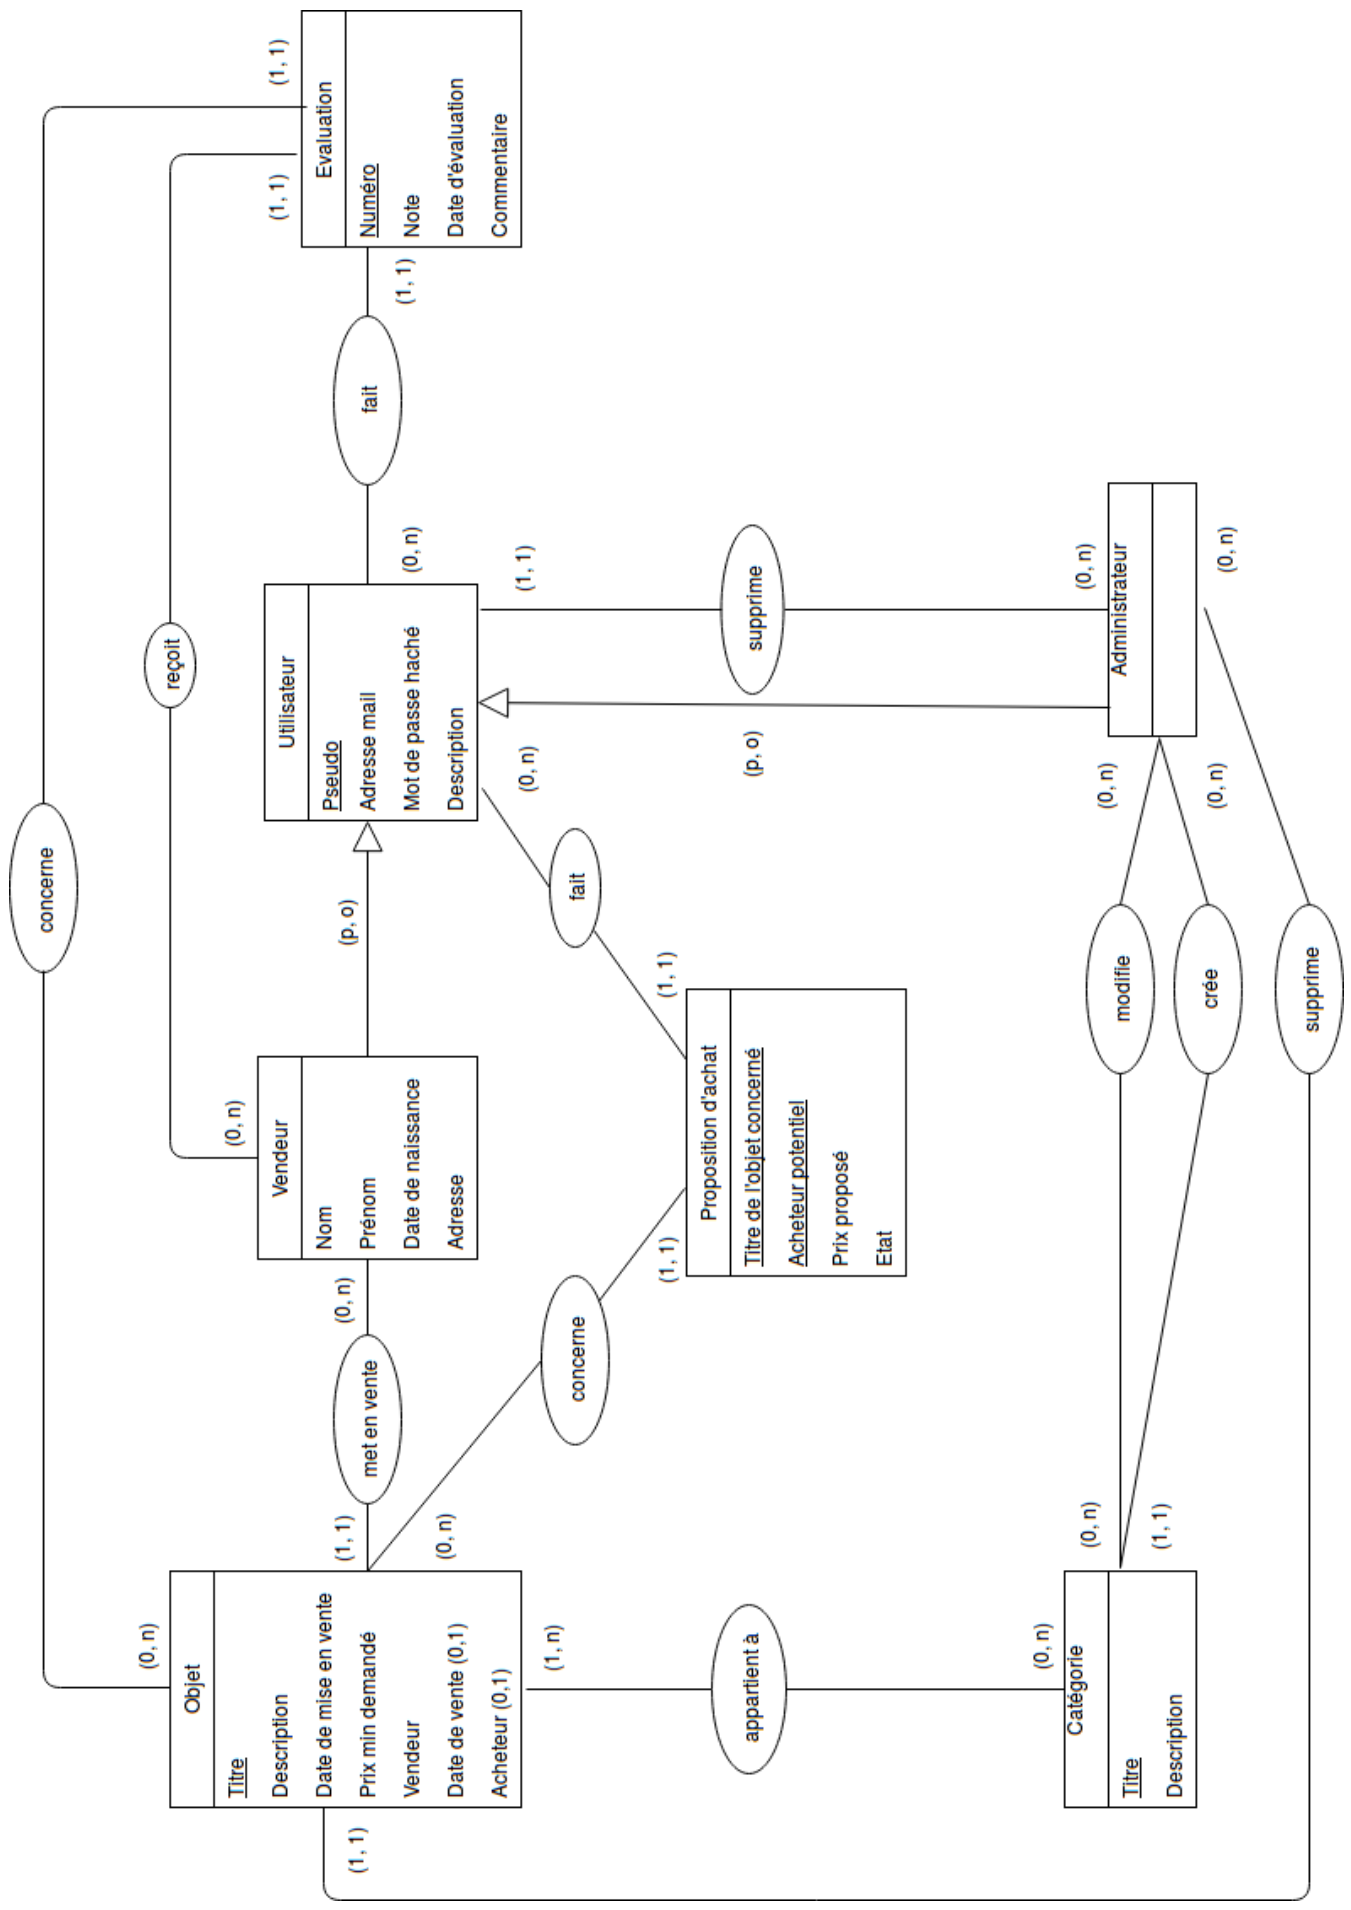 concerne
(0, n)
(1, 1)
reçoit
(0, n)
(1, 1)
Objet
Titre
Description
Date de mise en vente
Prix min demandé
Vendeur
Date de vente (0,1)
Acheteur (0,1)
(1, 1)
met en vente
(0, n)
Vendeur
Nom
Prénom
Date de naissance
Adresse
(p, o)
Utilisateur
Pseudo
Adresse mail
Mot de passe haché
Description
(0, n)
fait
(1, 1)
Evaluation
Numéro
Note
Date d'évaluation
Commentaire
(0, n)
concerne
(1, 1)
Proposition d'achat
Titre de l'objet concerné
Acheteur potentiel
Prix proposé
Etat
(1, 1)
fait
(0, n)
(p, o)
(1, 1)
supprime
(0, n)
(1, n)
appartient à
(0, n)
Catégorie
Titre
Description
(0, n)
modifie
(0, n)
(1, 1)
crée
(0, n)
Administrateur
(1, 1)
supprime
(0, n)